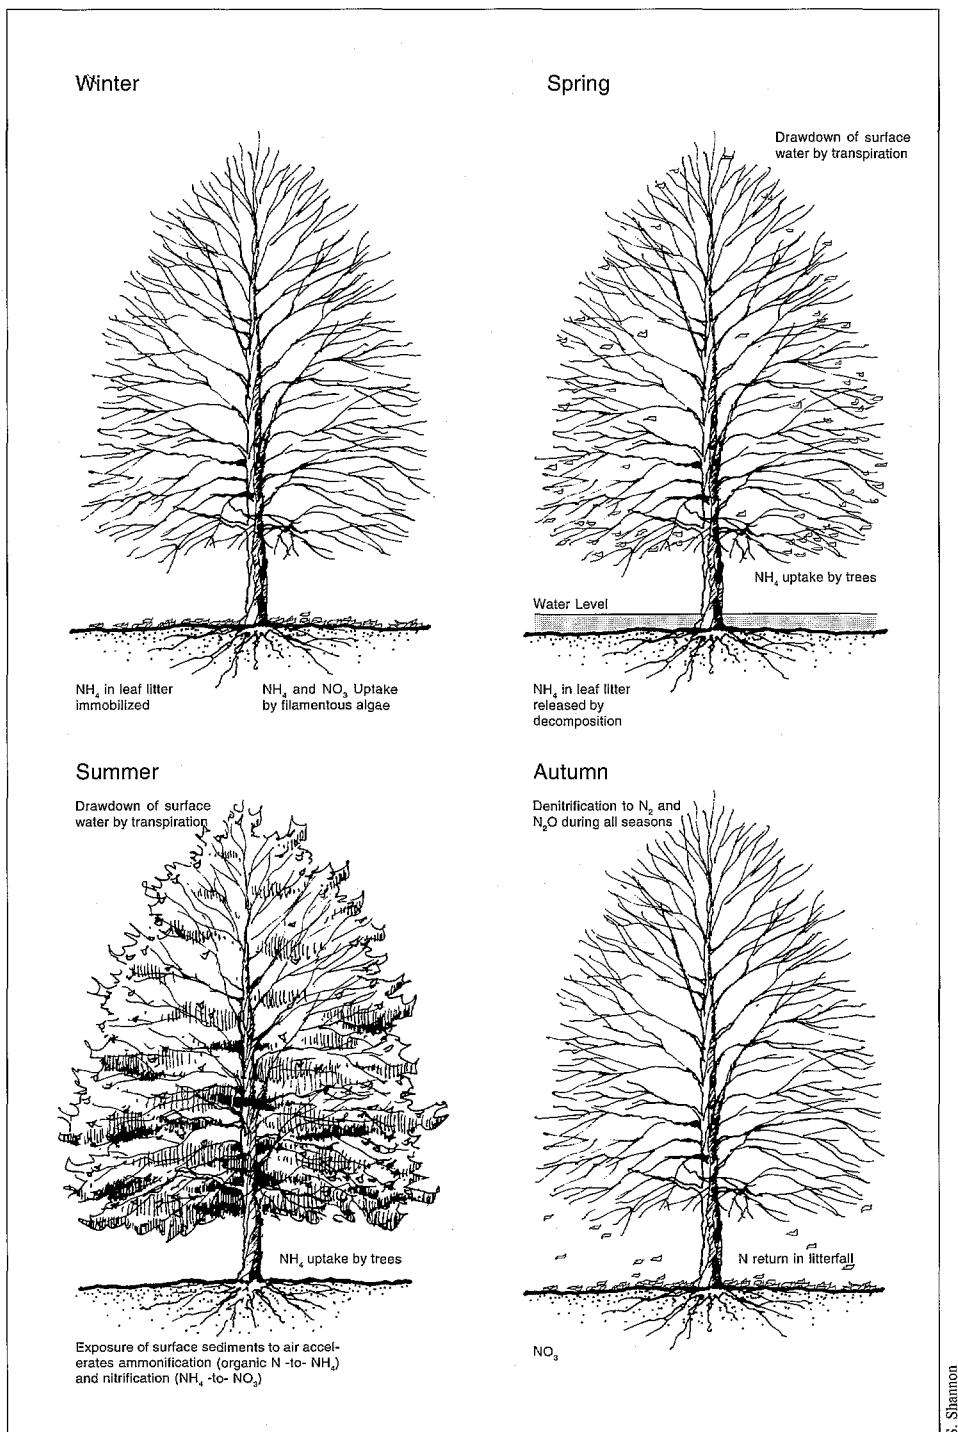 Winter
NH₄ in leaf litter
immobilized
NH₄ and NO₃ Uptake
by filamentous algae
Spring
Drawdown of surface
water by transpiration
NH₄ uptake by trees
Water Level
NH₄ in leaf litter
released by
decomposition
Summer
Drawdown of surface
water by transpiration
NH₄ uptake by trees
Exposure of surface sediments to air accel-
erates ammonification (organic N -to- NH₄)
and nitrification (NH₄ -to- NO₃)
Autumn
Denitrification to N₂ and
N₂O during all seasons
N return in litterfall
NO₃
S. Shannon